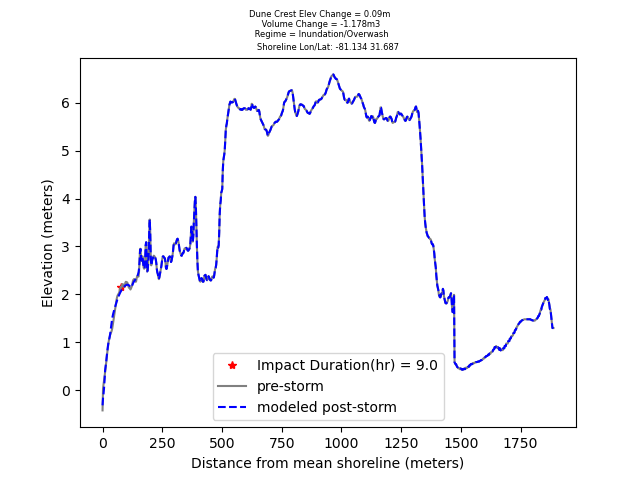 Dune Crest Elev Change = 0.09m
Volume Change = -1.178m3
Regime = Inundation/Overwash
Shoreline Lon/Lat: -81.134 31.687
Elevation (meters)
6
5
4
3
2
1
0
Impact Duration(hr) = 9.0
pre-storm
modeled post-storm
0 250 500 750 1000 1250 1500 1750
Distance from mean shoreline (meters)